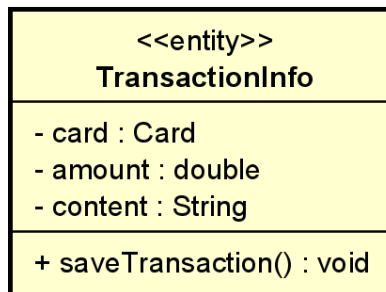 <<entity>>
TransactionInfo
- card : Card
- amount : double
- content : String
+ saveTransaction() : void